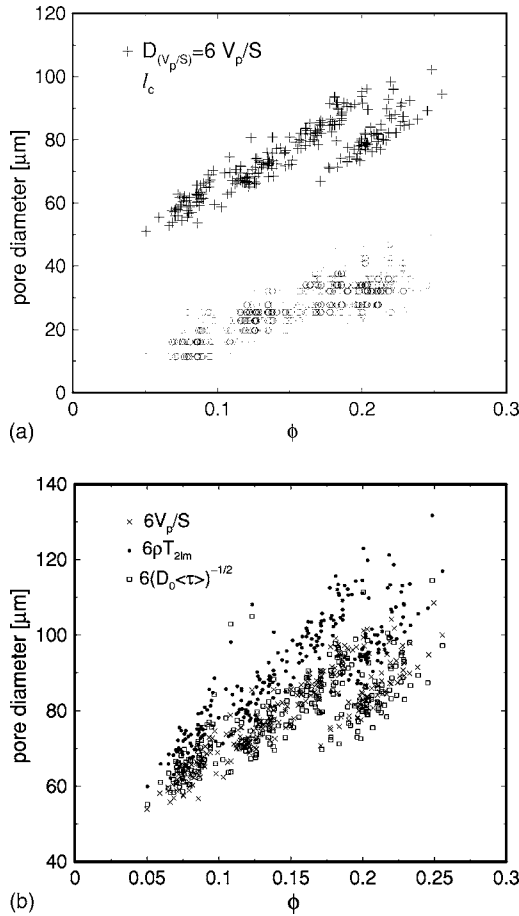 + D(Vp/S)=6 Vp/S
lc
pore diameter [μm]
120
100
80
60
40
20
0
0 0.1 0.2 0.3
ϕ
(a)
× 6Vp/S
• 6ρT2lm
□ 6(D0<τ>)-1/2
pore diameter [μm]
140
120
100
80
60
40
0 0.05 0.1 0.15 0.2 0.25 0.3
ϕ
(b)